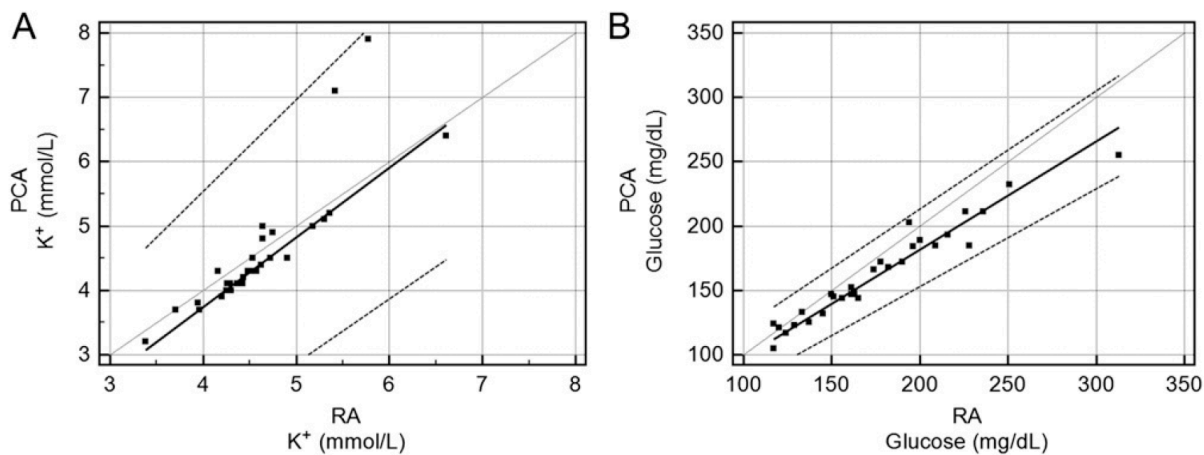 A
PCA
K⁺ (mmol/L)
8
7
6
5
4
3
3 4 5 6 7 8
RA
K⁺ (mmol/L)
B
PCA
Glucose (mg/dL)
350
300
250
200
150
100
100 150 200 250 300 350
RA
Glucose (mg/dL)